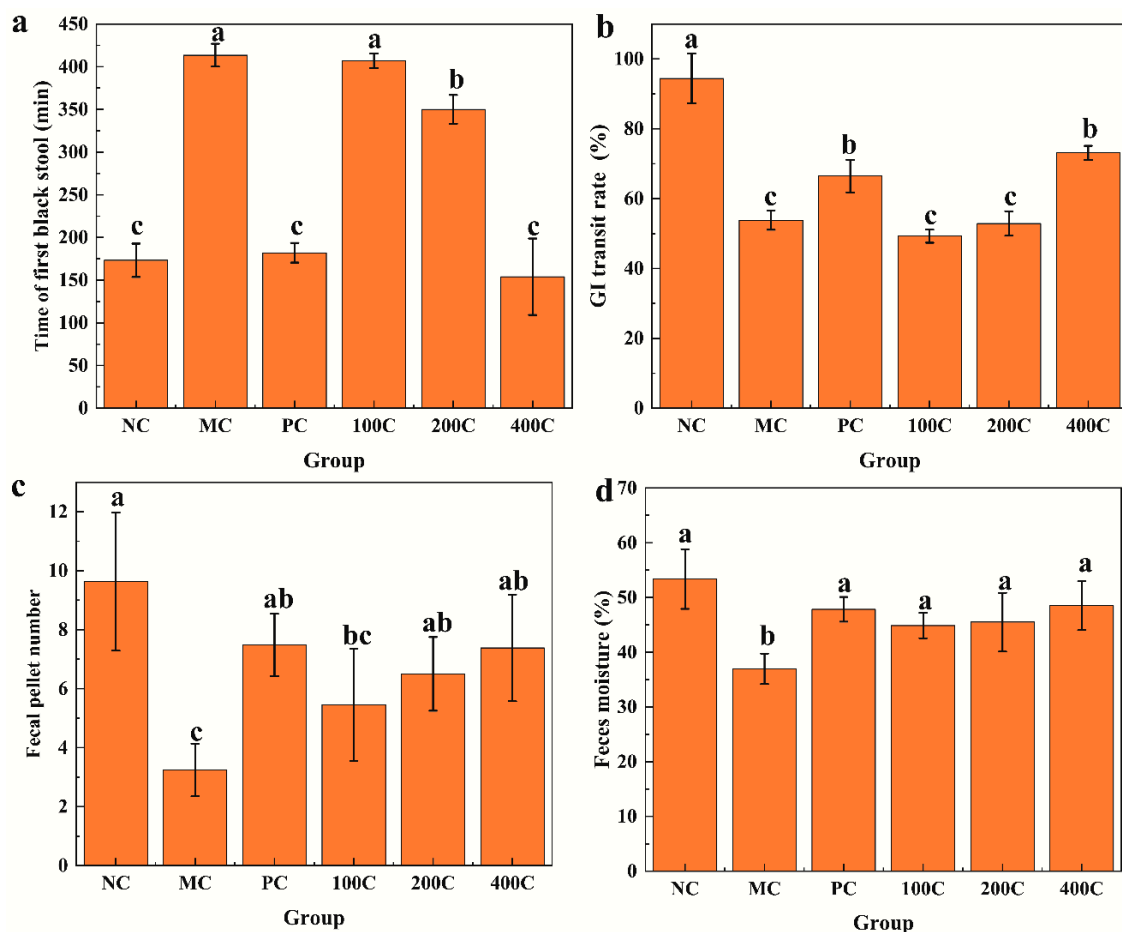 a
Time of first black stool (min)
450
400
350
300
250
200
150
100
50
0
c
a
c
a
b
c
NC MC PC 100C 200C 400C
Group
b
GI transit rate (%)
100
80
60
40
20
0
a
c
b
c
c
b
NC MC PC 100C 200C 400C
Group
c
Fecal pellet number
12
10
8
6
4
2
0
a
c
ab
bc
ab
ab
NC MC PC 100C 200C 400C
Group
d
Feces moisture (%)
70
60
50
40
30
20
10
0
a
b
a
a
a
a
NC MC PC 100C 200C 400C
Group